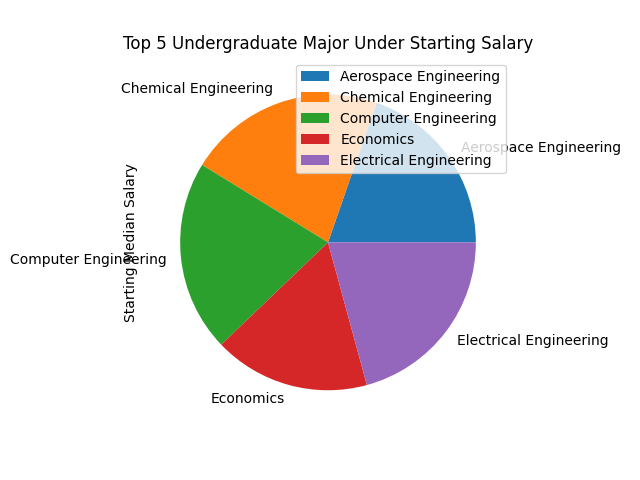 Top 5 Undergraduate Major Under Starting Salary
Aerospace Engineering
Chemical Engineering
Computer Engineering
Economics
Electrical Engineering
Chemical Engineering
Aerospace Engineering
Starting Median Salary
Computer Engineering
Electrical Engineering
Economics